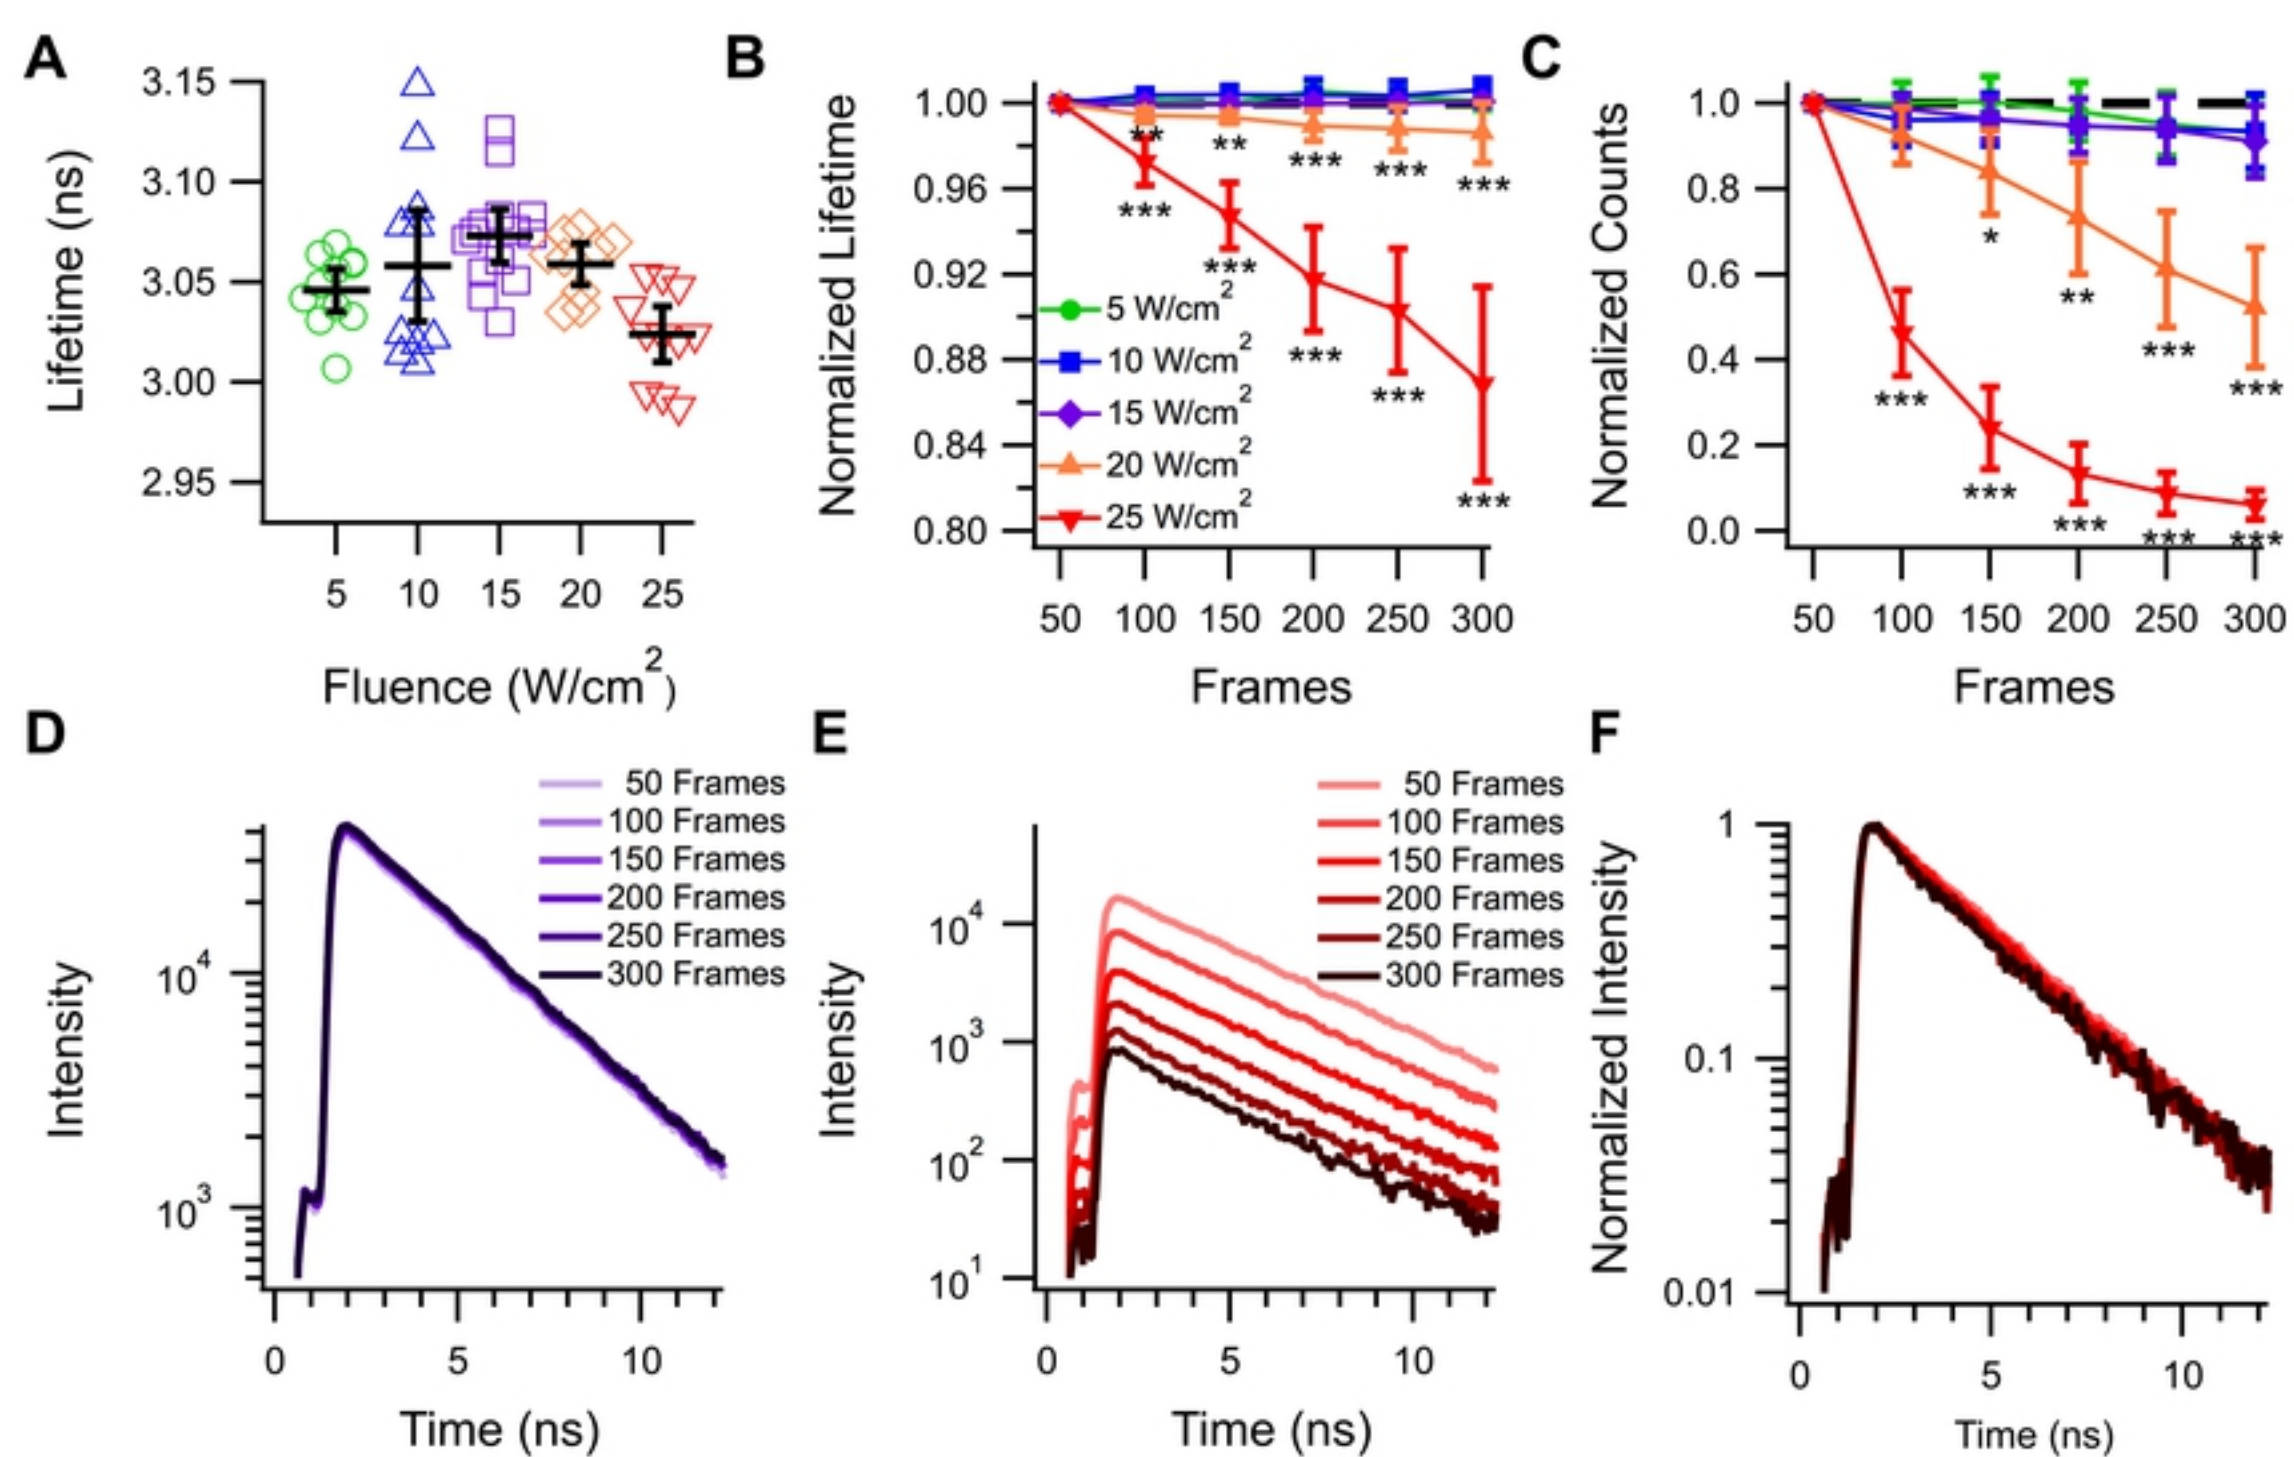 A
B
C
Lifetime (ns)
3.15
3.10
3.05
3.00
2.95
5 10 15 20 25
Fluence (W/cm²)
Normalized Lifetime
1.00
0.96
0.92
0.88
0.84
0.80
** ** *** *** ***
*** *** *** *** ***
5 W/cm²
10 W/cm²
15 W/cm²
20 W/cm²
25 W/cm²
50 100 150 200 250 300
Frames
Normalized Counts
1.0
0.8
0.6
0.4
0.2
0.0
* ** *** ***
*** *** *** *** ***
50 100 150 200 250 300
Frames
D
E
F
Intensity
10⁴
10³
50 Frames
100 Frames
150 Frames
200 Frames
250 Frames
300 Frames
0 5 10
Time (ns)
Intensity
10⁴
10³
10²
10¹
50 Frames
100 Frames
150 Frames
200 Frames
250 Frames
300 Frames
0 5 10
Time (ns)
Normalized Intensity
1
0.1
0.01
0 5 10
Time (ns)